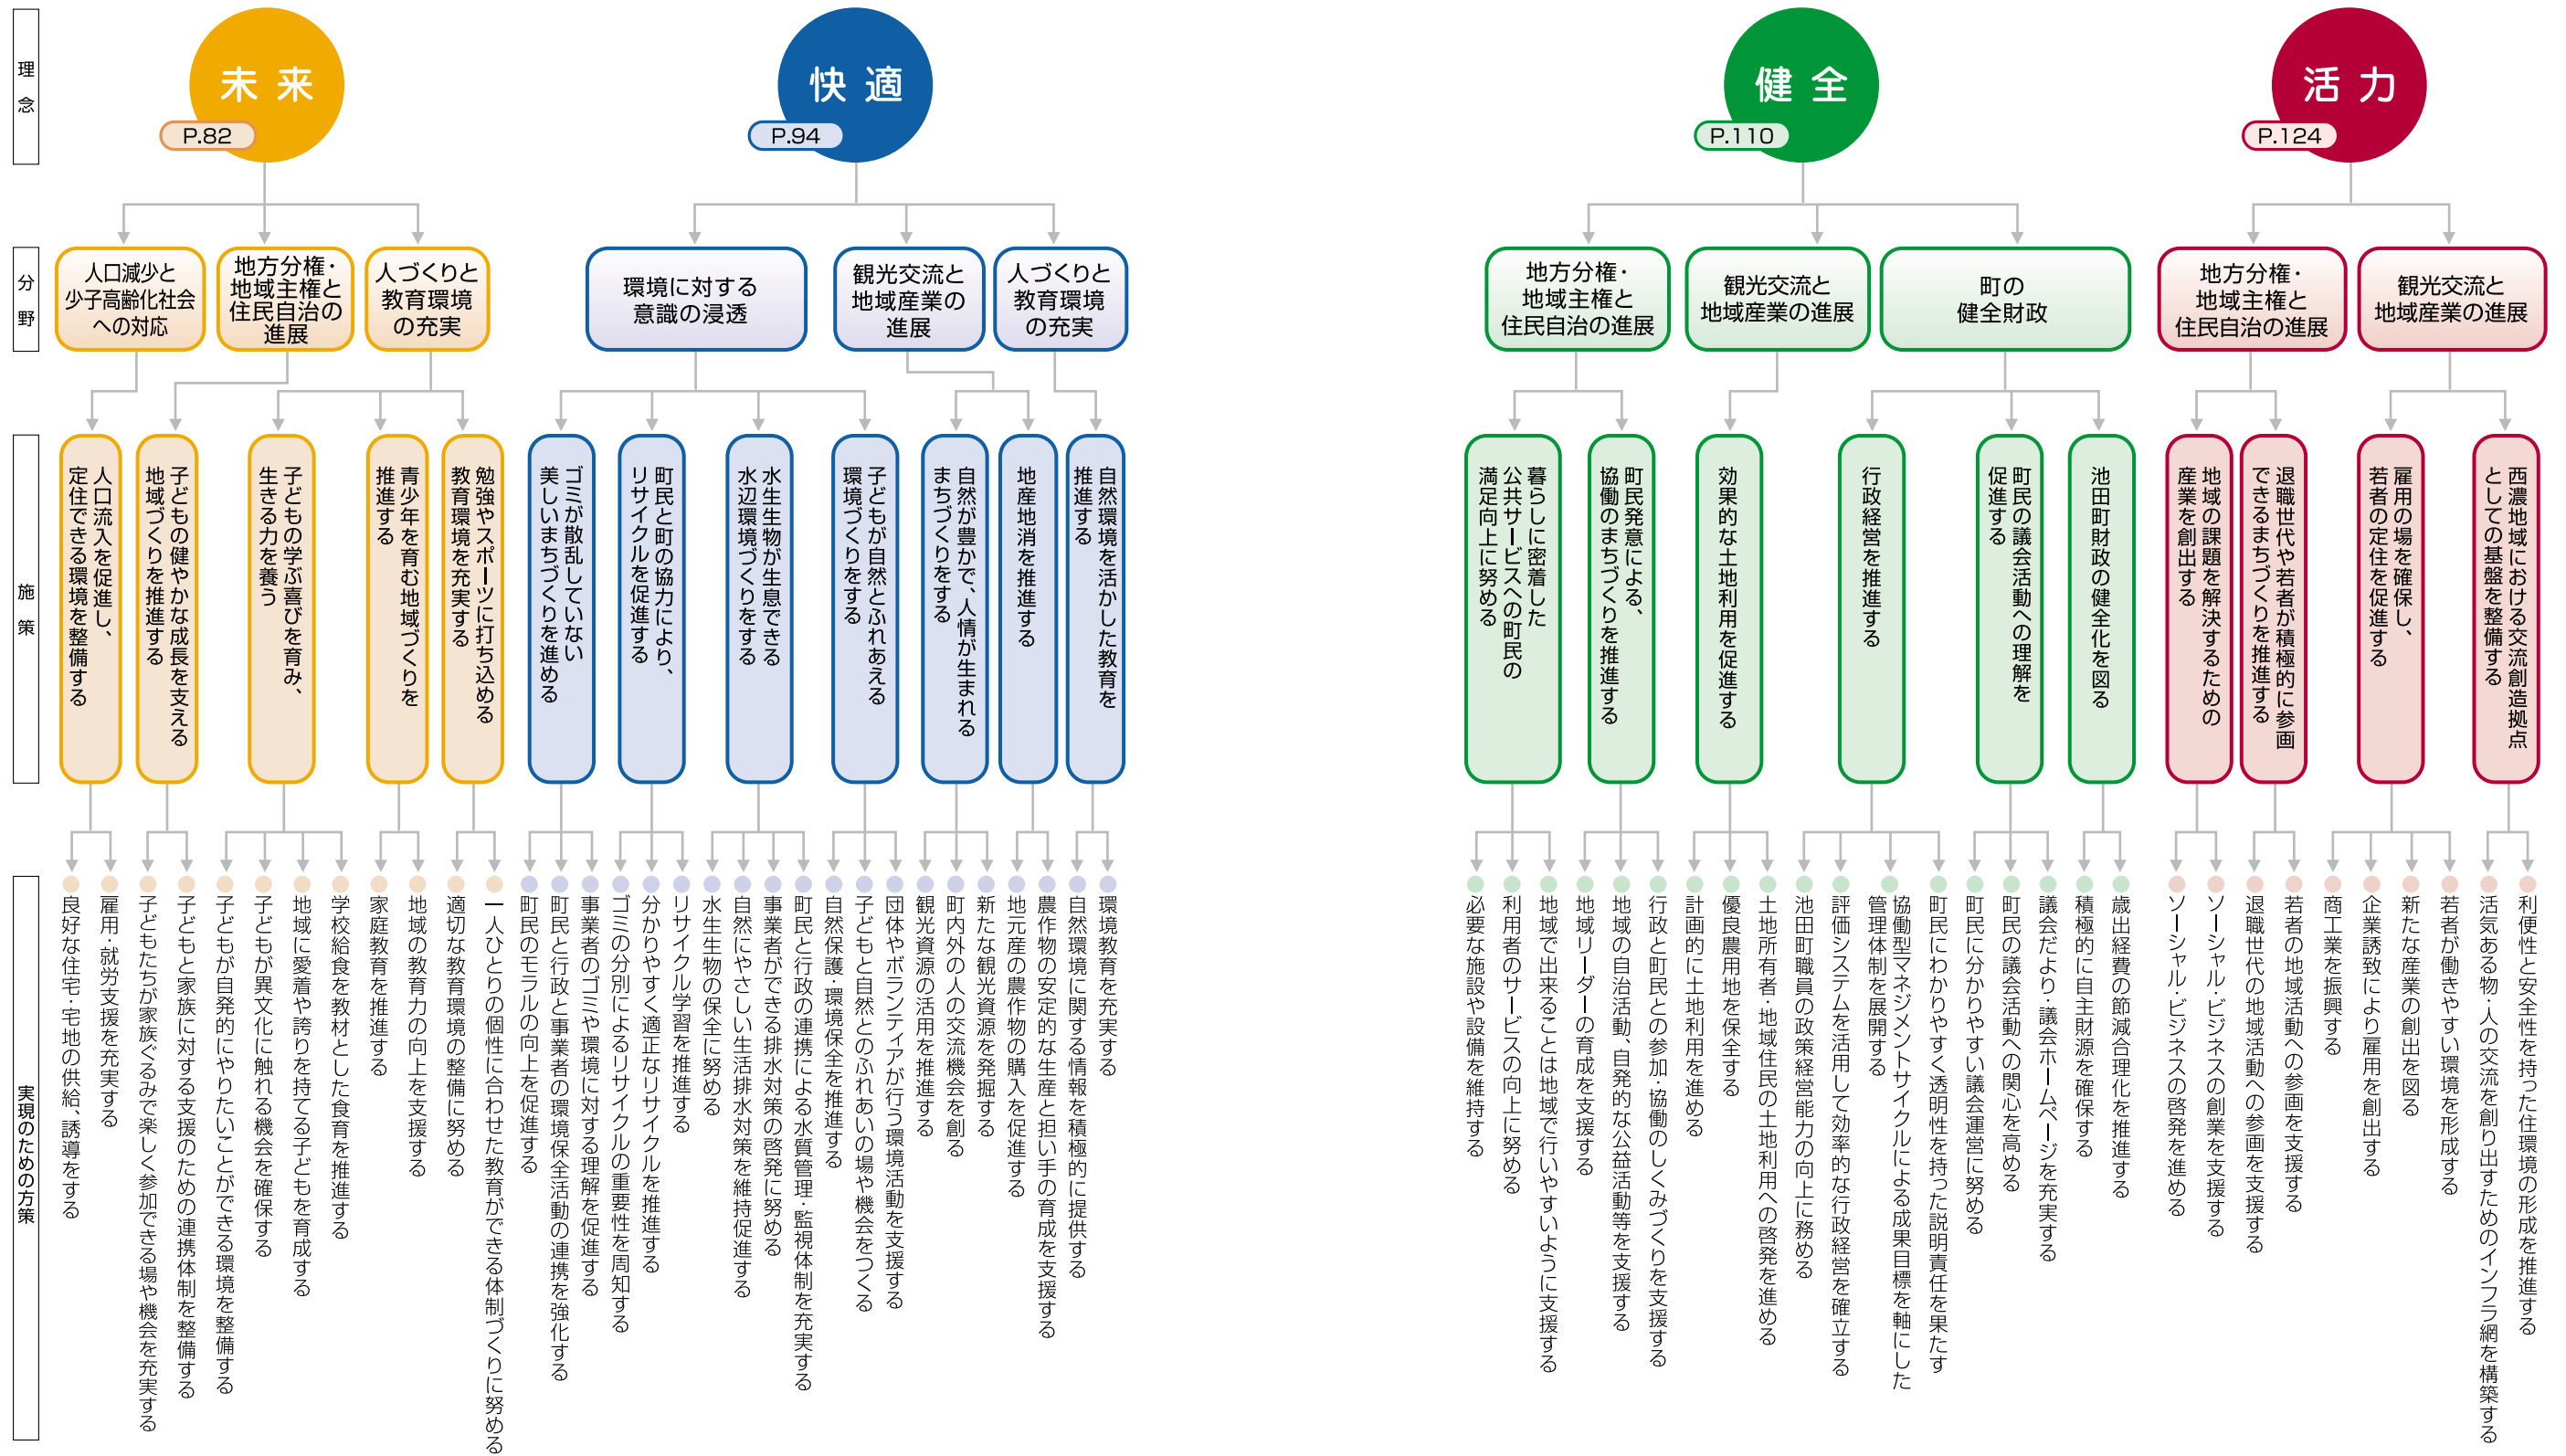 理念
未来
P.82
快適
P.94
健全
P.110
活力
P.124
分野
人口減少と
少子高齢化社会
への対応
地方分権・
地域主権と
住民自治の
進展
人づくりと
教育環境
の充実
環境に対する
意識の浸透
観光交流と
地域産業の
進展
人づくりと
教育環境
の充実
地方分権・
地域主権と
住民自治の進展
観光交流と
地域産業の進展
町の
健全財政
地方分権・
地域主権と
住民自治の進展
観光交流と
地域産業の進展
施策
人口流入を促進し、
定住できる環境を整備する
子どもの健やかな成長を支える
地域づくりを推進する
子どもの学ぶ喜びを育み、
生きる力を養う
青少年を育む地域づくりを
推進する
勉強やスポーツに打ち込める
教育環境を充実する
ゴミが散乱していない
美しいまちづくりを進める
町民と町の協力により、
リサイクルを促進する
水生生物が生息できる
水辺環境づくりをする
子どもが自然とふれあえる
環境づくりをする
自然が豊かで、人情が生まれる
まちづくりをする
地産地消を推進する
自然環境を活かした教育を
推進する
暮らしに密着した
公共サービスへの町民の
満足向上に努める
町民発意による、
協働のまちづくりを推進する
効果的な土地利用を促進する
行政経営を推進する
町民の議会活動への理解を
促進する
池田町財政の健全化を図る
地域の課題を解決するための
産業を創出する
退職世代や若者が積極的に参画
できるまちづくりを推進する
雇用の場を確保し、
若者の定住を促進する
西濃地域における交流創造拠点
としての基盤を整備する
実現のための方策
良好な住宅・宅地の供給、誘導をする
雇用・就労支援を充実する
子どもたちが家族ぐるみで楽しく参加できる場や機会を充実する
子どもと家族に対する支援のための連携体制を整備する
子どもが自発的にやりたいことができる環境を整備する
子どもが異文化に触れる機会を確保する
地域に愛着や誇りを持てる子どもを育成する
学校給食を教材とした食育を推進する
家庭教育を推進する
地域の教育力の向上を支援する
適切な教育環境の整備に努める
一人ひとりの個性に合わせた教育ができる体制づくりに努める
町民のモラルの向上を促進する
町民と行政と事業者の環境保全活動の連携を強化する
事業者のゴミや環境に対する理解を促進する
ゴミの分別によるリサイクルの重要性を周知する
分かりやすく適正なリサイクルを推進する
リサイクル学習を推進する
水生生物の保全に努める
自然にやさしい生活排水対策を維持促進する
事業者ができる排水対策の啓発に努める
町民と行政の連携による水質管理・監視体制を充実する
自然保護・環境保全を推進する
子どもと自然とのふれあいの場や機会をつくる
団体やボランティアが行う環境活動を支援する
観光資源の活用を推進する
町内外の人の交流機会を創る
新たな観光資源を発掘する
地元産の農作物の購入を促進する
農作物の安定的な生産と担い手の育成を支援する
自然環境に関する情報を積極的に提供する
環境教育を充実する
必要な施設や設備を維持する
利用者のサービスの向上に努める
地域で出来ることは地域で行いやすいように支援する
地域リーダーの育成を支援する
地域の自治活動、自発的な公益活動等を支援する
行政と町民との参加・協働のしくみづくりを支援する
計画的に土地利用を進める
優良農用地を保全する
土地所有者・地域住民の土地利用への啓発を進める
池田町職員の政策経営能力の向上に務める
評価システムを活用して効率的な行政経営を確立する
協働型マネジメントサイクルによる成果目標を軸にした
管理体制を展開する
町民にわかりやすく透明性を持った説明責任を果たす
町民に分かりやすい議会運営に努める
町民の議会活動への関心を高める
議会だより・議会ホームページを充実する
積極的に自主財源を確保する
歳出経費の節減合理化を推進する
ソーシャル・ビジネスの啓発を進める
ソーシャル・ビジネスの創業を支援する
退職世代の地域活動への参画を支援する
若者の地域活動への参画を支援する
商工業を振興する
企業誘致により雇用を創出する
新たな産業の創出を図る
若者が働きやすい環境を形成する
活気ある物・人の交流を創り出すためのインフラ網を構築する
利便性と安全性を持った住環境の形成を推進する